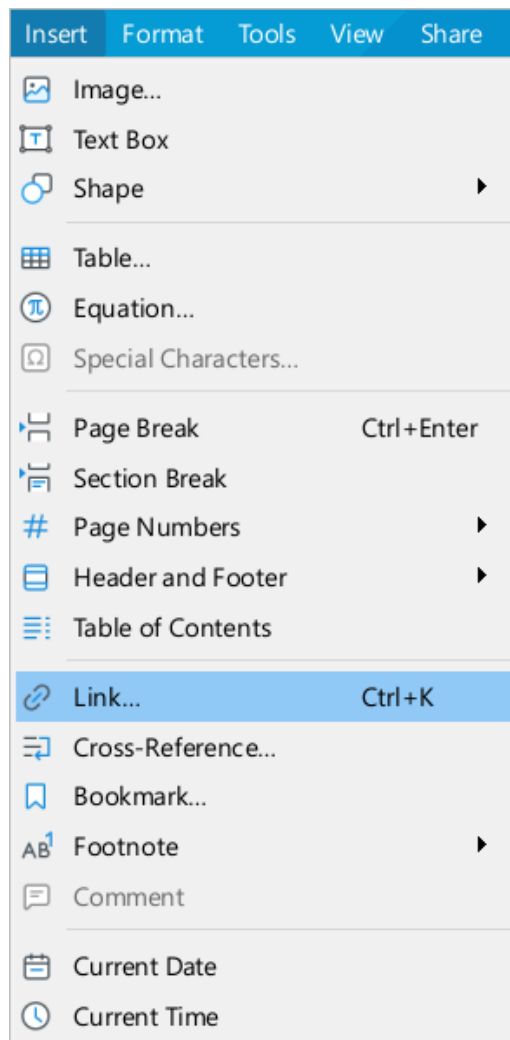 Insert Format Tools View Share
Image...
Text Box
Shape
Table...
Equation...
Special Characters...
Page Break Ctrl+Enter
Section Break
Page Numbers
Header and Footer
Table of Contents
Link... Ctrl+K
Cross-Reference...
Bookmark...
Footnote
Comment
Current Date
Current Time